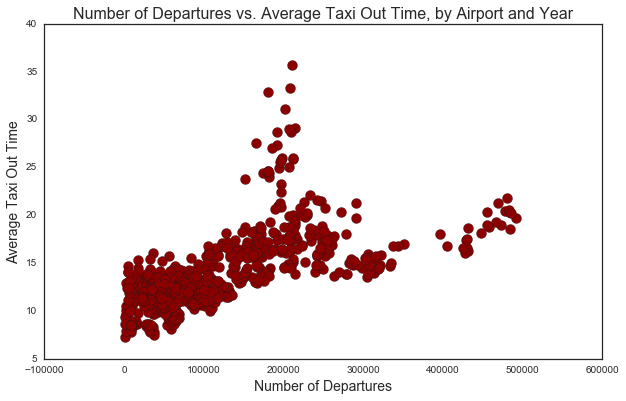 Number of Departures vs. Average Taxi Out Time, by Airport and Year
40
35
30
25
20
15
10
5
Average Taxi Out Time
−100000 0 100000 200000 300000 400000 500000 600000
Number of Departures